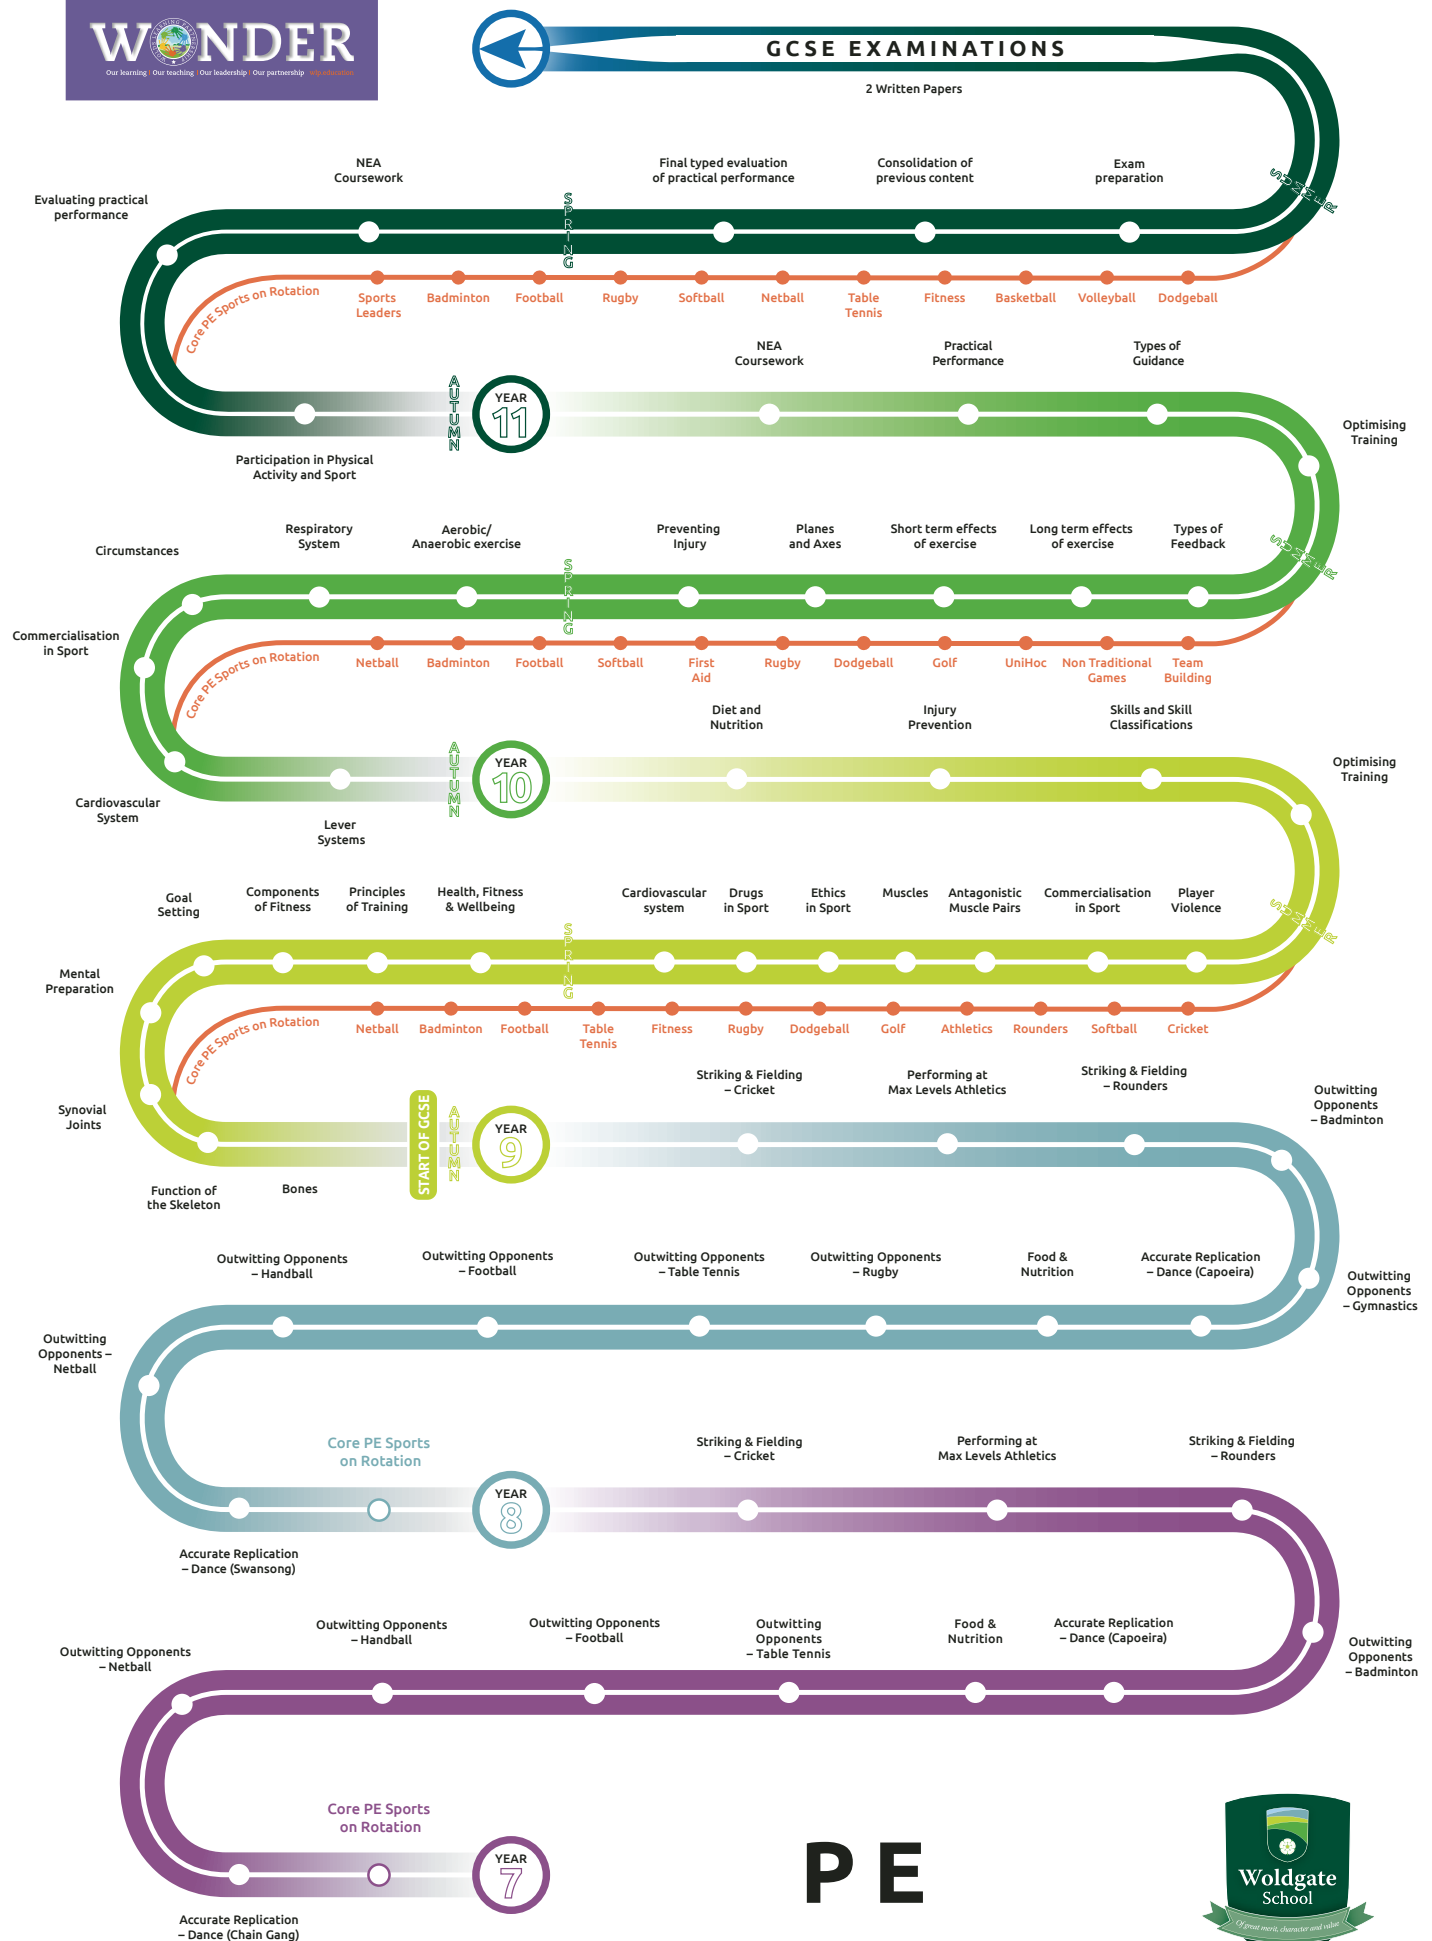 WONDER
Our learning | Our teaching | Our leadership | Our partnership wlp.education
GCSE EXAMINATIONS
2 Written Papers
SUMMER
NEA
Coursework
Final typed evaluation
of practical performance
Consolidation of
previous content
Exam
preparation
Evaluating practical
performance
SPRING
Core PE Sports on Rotation
Sports
Leaders
Badminton
Football
Rugby
Softball
Netball
Table
Tennis
Fitness
Basketball
Volleyball
Dodgeball
Participation in Physical
Activity and Sport
AUTUMN
YEAR
11
NEA
Coursework
Practical
Performance
Types of
Guidance
Optimising
Training
SUMMER
Circumstances
Respiratory
System
Aerobic/
Anaerobic exercise
SPRING
Preventing
Injury
Planes
and Axes
Short term effects
of exercise
Long term effects
of exercise
Types of
Feedback
Commercialisation
in Sport
Core PE Sports on Rotation
Netball
Badminton
Football
Softball
First
Aid
Rugby
Dodgeball
Golf
UniHoc
Non Traditional
Games
Team
Building
Cardiovascular
System
Lever
Systems
AUTUMN
YEAR
10
Diet and
Nutrition
Injury
Prevention
Skills and Skill
Classifications
Optimising
Training
SUMMER
Goal
Setting
Components
of Fitness
Principles
of Training
Health, Fitness
& Wellbeing
SPRING
Cardiovascular
system
Drugs
in Sport
Ethics
in Sport
Muscles
Antagonistic
Muscle Pairs
Commercialisation
in Sport
Player
Violence
Mental
Preparation
Core PE Sports on Rotation
Netball
Badminton
Football
Table
Tennis
Fitness
Rugby
Dodgeball
Golf
Athletics
Rounders
Softball
Cricket
Synovial
Joints
Function of
the Skeleton
Bones
START OF GCSE
AUTUMN
YEAR
9
Striking & Fielding
– Cricket
Performing at
Max Levels Athletics
Striking & Fielding
– Rounders
Outwitting
Opponents
– Badminton
Outwitting
Opponents
– Gymnastics
Outwitting Opponents
– Handball
Outwitting Opponents
– Football
Outwitting Opponents
– Table Tennis
Outwitting Opponents
– Rugby
Food &
Nutrition
Accurate Replication
– Dance (Capoeira)
Outwitting
Opponents –
Netball
Core PE Sports
on Rotation
Accurate Replication
– Dance (Swansong)
YEAR
8
Striking & Fielding
– Cricket
Performing at
Max Levels Athletics
Striking & Fielding
– Rounders
Outwitting
Opponents
– Badminton
Outwitting Opponents
– Netball
Outwitting Opponents
– Handball
Outwitting Opponents
– Football
Outwitting
Opponents
– Table Tennis
Food &
Nutrition
Accurate Replication
– Dance (Capoeira)
Core PE Sports
on Rotation
Accurate Replication
– Dance (Chain Gang)
YEAR
7
PE
Woldgate
School
Of great merit, character and value